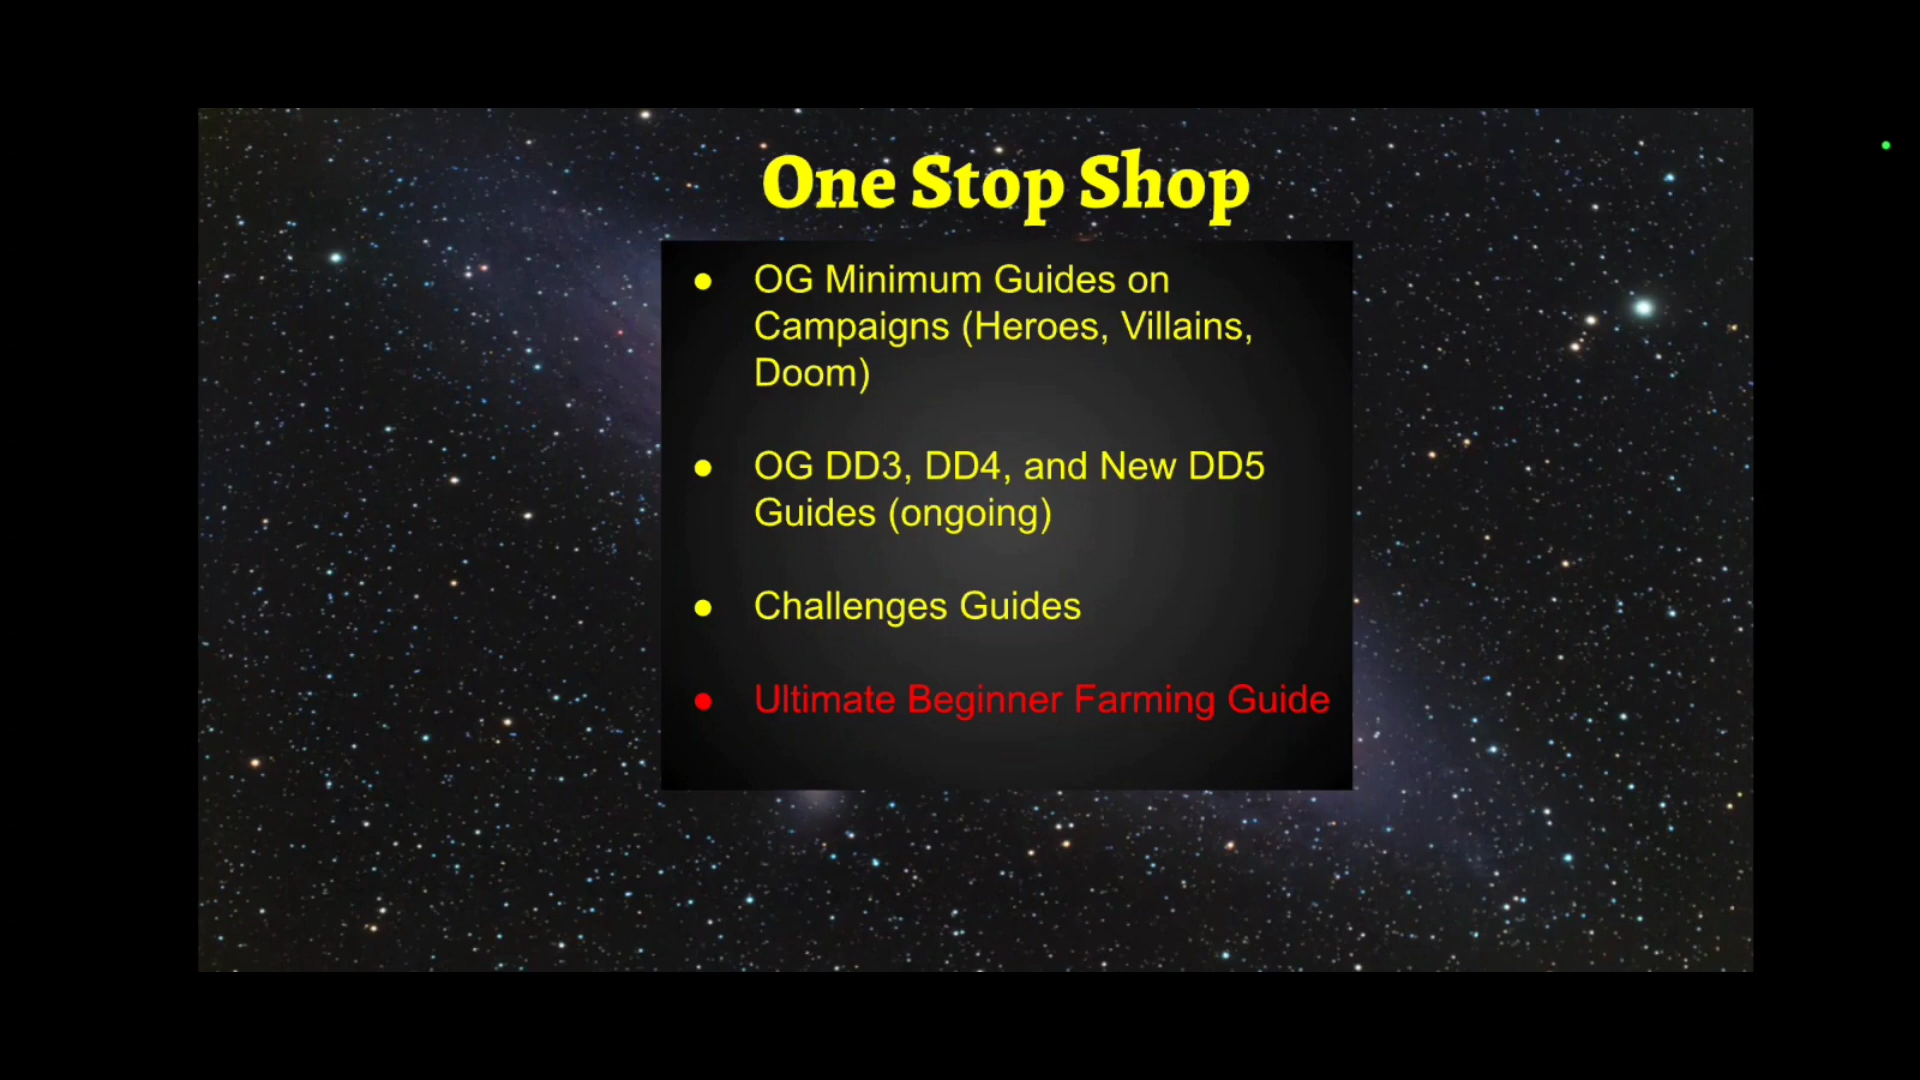 One Stop Shop
● OG Minimum Guides on
Campaigns (Heroes, Villains,
Doom)
● OG DD3, DD4, and New DD5
Guides (ongoing)
● Challenges Guides
● Ultimate Beginner Farming Guide